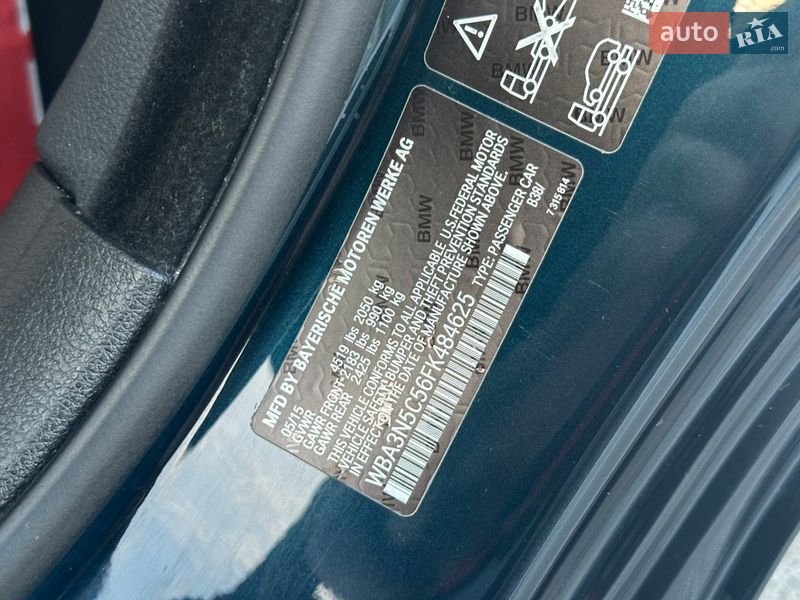 auto RIA
.com
MFD BY BAYERISCHE MOTOREN WERKE AG
05/15
GVWR 4519 lbs 2050 kg
GAWR FRONT 2183 lbs 990 kg
GAWR REAR 2425 lbs 1100 kg
THIS VEHICLE CONFORMS TO ALL APPLICABLE U.S. FEDERAL MOTOR
VEHICLE SAFETY, BUMPER AND THEFT PREVENTION STANDARDS
IN EFFECT ON THE DATE OF MANUFACTURE SHOWN ABOVE.
WBA3N5C56FK484625 TYPE: PASSENGER CAR
B39/
7 315 814